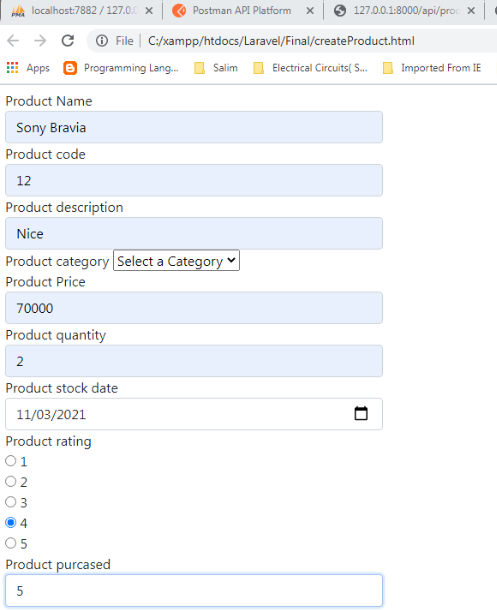 PMA localhost:7882 / 127.0.0 Postman API Platform 127.0.0.1:8000/api/proc
File C:/xampp/htdocs/Laravel/Final/createProduct.html
Apps Programming Lang... Salim Electrical Circuits( S... Imported From IE
Product Name
Sony Bravia
Product code
12
Product description
Nice
Product category Select a Category
Product Price
70000
Product quantity
2
Product stock date
11/03/2021
Product rating
1
2
3
4
5
Product purcased
5